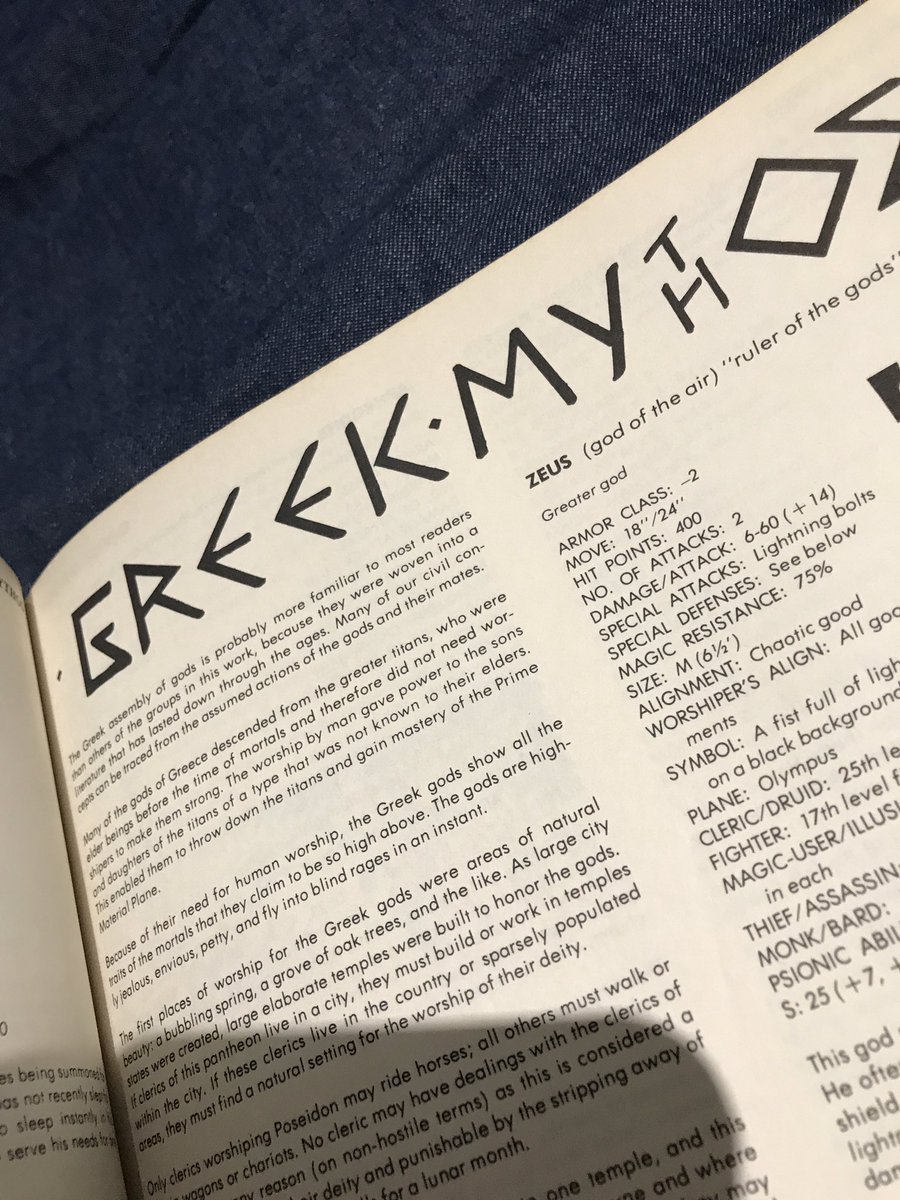 GREEK·MYTHOS
The Greek assembly of gods is probably more familiar to most readers
than others of the groups in this work, because they were woven into a
literature that has lasted down through the ages. Many of our civil con-
cepts can be traced from the assumed actions of the gods and their mates.
Many of the gods of Greece descended from the greater titans, who were
elder beings before the time of mortals and therefore did not need wor-
shipers to make them strong. The worship by man gave power to the sons
and daughters of the titans of a type that was not known to their elders.
This enabled them to throw down the titans and gain mastery of the Prime
Material Plane.
Because of their need for human worship, the Greek gods show all the
traits of the mortals that they claim to be so high above. The gods are high-
ly jealous, envious, petty, and fly into blind rages in an instant.
The first places of worship for the Greek gods were areas of natural
beauty: a bubbling spring, a grove of oak trees, and the like. As large city
states were created, large elaborate temples were built to honor the gods.
If clerics of this pantheon live in a city, they must build or work in temples
within the city. If these clerics live in the country or sparsely populated
areas, they must find a natural setting for the worship of their deity.
Only clerics worshiping Poseidon may ride horses; all others must walk or
wagons or chariots. No cleric may have dealings with the clerics of
any reason (on non-hostile terms) as this is considered a
deity and punishable by the stripping away of
for a lunar month.
in one temple, and this
and where
may
ZEUS (god of the air) "ruler of the gods"
Greater god
ARMOR CLASS: –2
MOVE: 18"/24"
HIT POINTS: 400
NO. OF ATTACKS: 2
DAMAGE/ATTACK: 6-60 (+14)
SPECIAL ATTACKS: Lightning bolts
SPECIAL DEFENSES: See below
MAGIC RESISTANCE: 75%
SIZE: M (6½')
ALIGNMENT: Chaotic good
WORSHIPER'S ALIGN: All goo
ments
SYMBOL: A fist full of ligh
on a black background
PLANE: Olympus
CLERIC/DRUID: 25th le
FIGHTER: 17th level f
MAGIC-USER/ILLUSI
in each
THIEF/ASSASSIN:
MONK/BARD:
PSIONIC ABIL
S: 25 (+7, +
This god
He ofte
shield
lightn
dam
es being summoned
as not recently
o sleep instantly
serve his needs